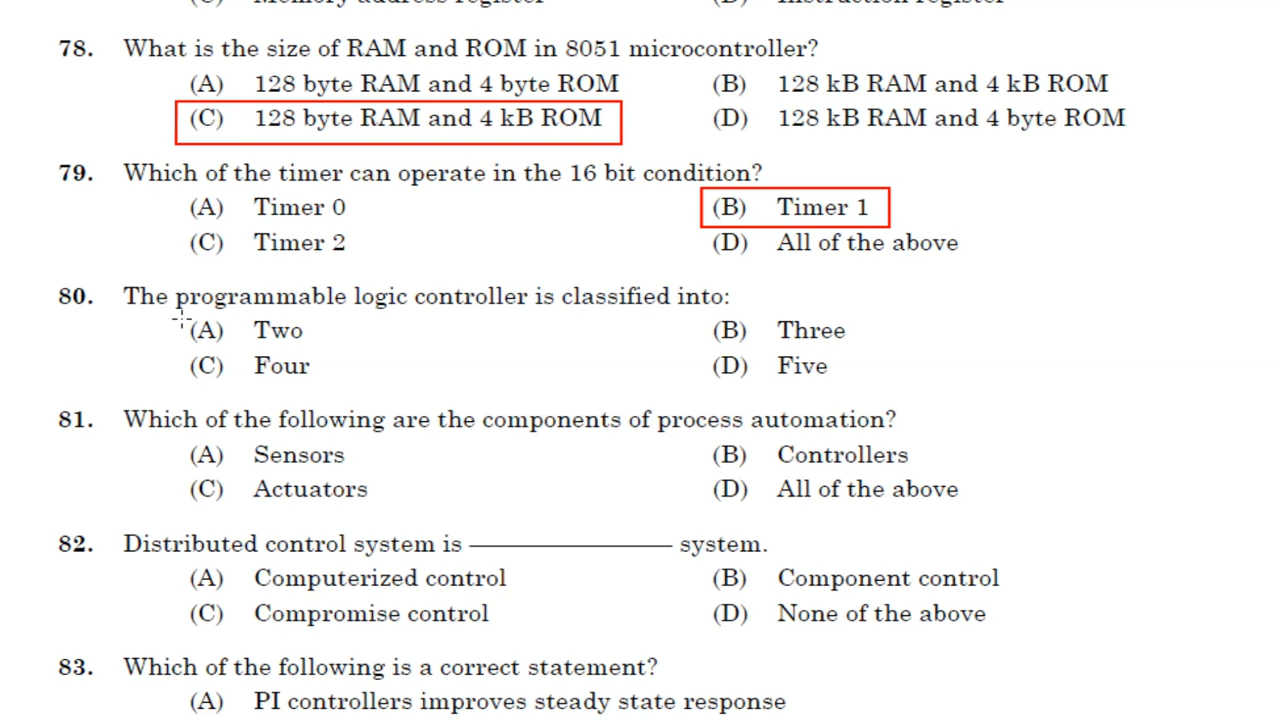 (C) Memory address register (D) Instruction register
78. What is the size of RAM and ROM in 8051 microcontroller?
(A) 128 byte RAM and 4 byte ROM (B) 128 kB RAM and 4 kB ROM
(C) 128 byte RAM and 4 kB ROM (D) 128 kB RAM and 4 byte ROM
79. Which of the timer can operate in the 16 bit condition?
(A) Timer 0 (B) Timer 1
(C) Timer 2 (D) All of the above
80. The programmable logic controller is classified into:
(A) Two (B) Three
(C) Four (D) Five
81. Which of the following are the components of process automation?
(A) Sensors (B) Controllers
(C) Actuators (D) All of the above
82. Distributed control system is ——————— system.
(A) Computerized control (B) Component control
(C) Compromise control (D) None of the above
83. Which of the following is a correct statement?
(A) PI controllers improves steady state response